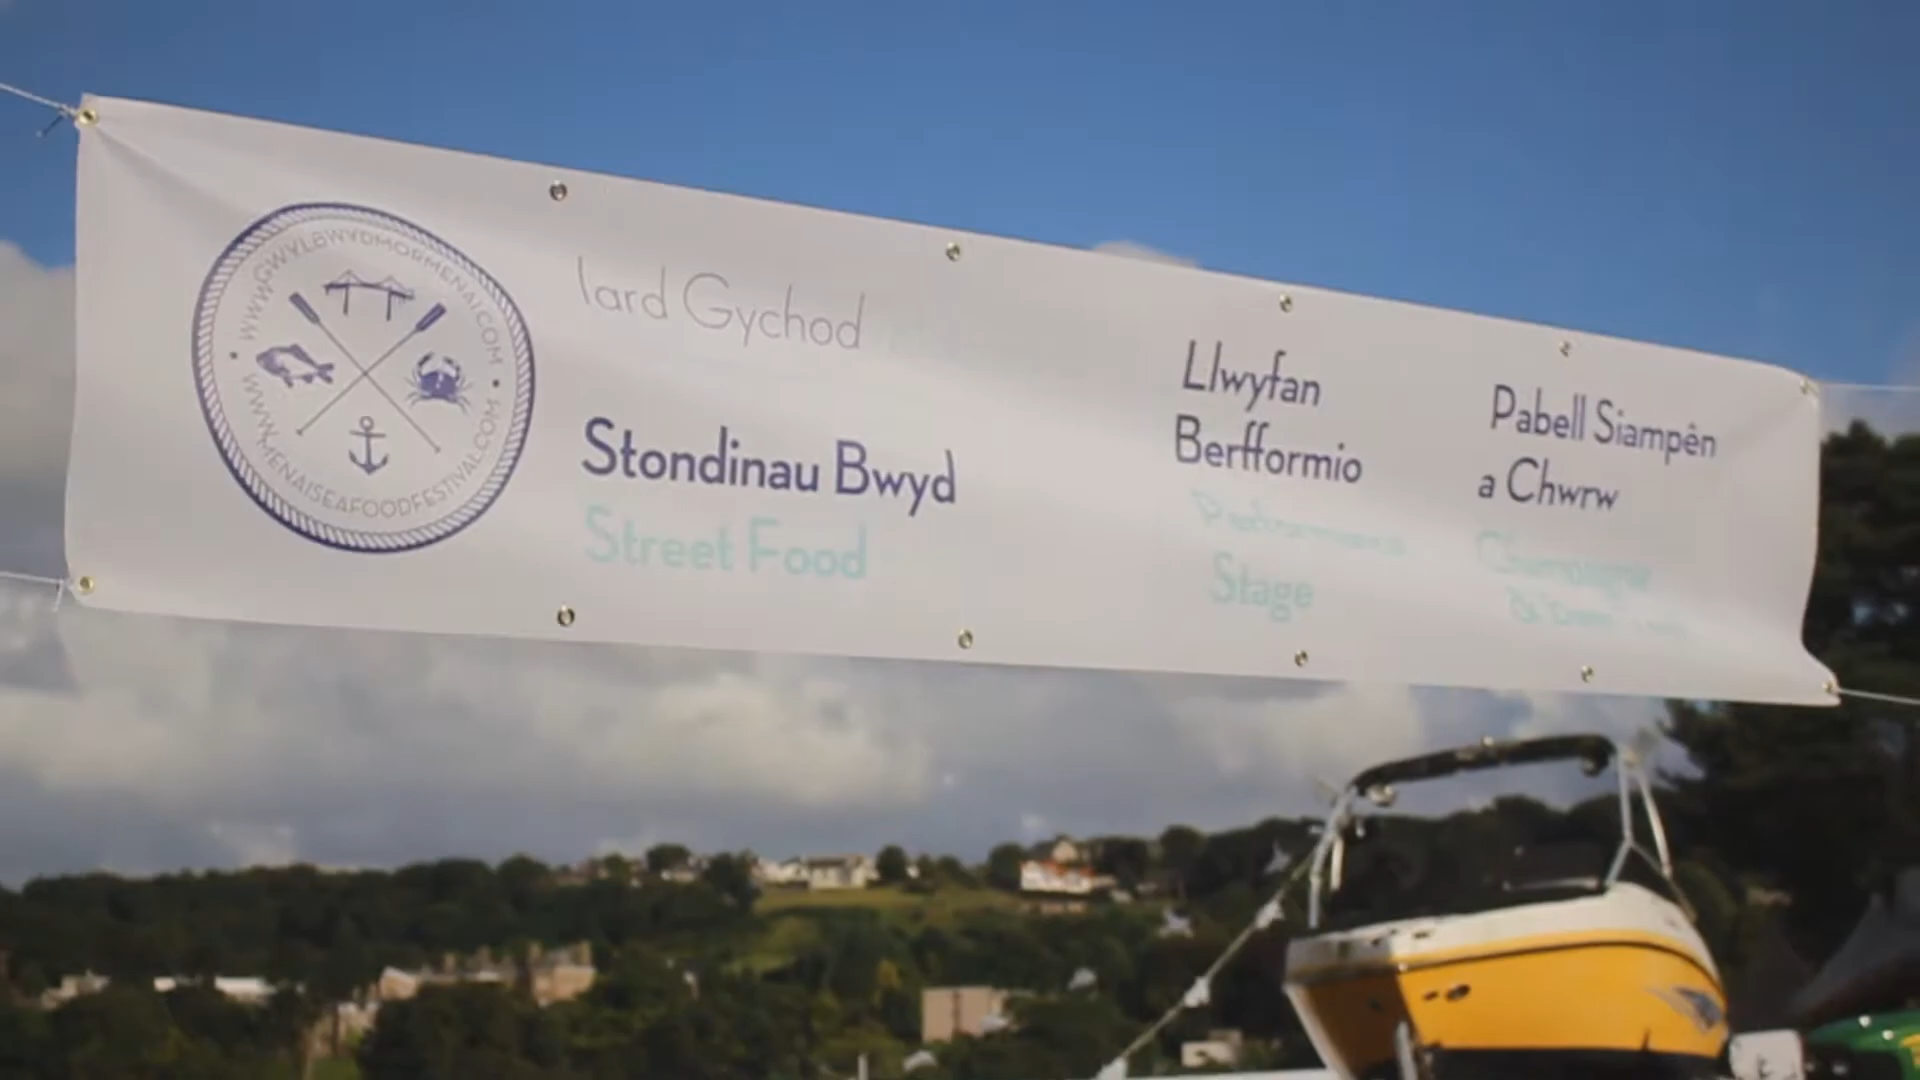 WWW.GWYLBWYDMORMENAI.COM
WWW.MENAISEAFOODFESTIVAL.COM
Iard Gychod
Stondinau Bwyd
Street Food
Llwyfan
Berfformio
Stage
Pabell Siampên
a Chwrw